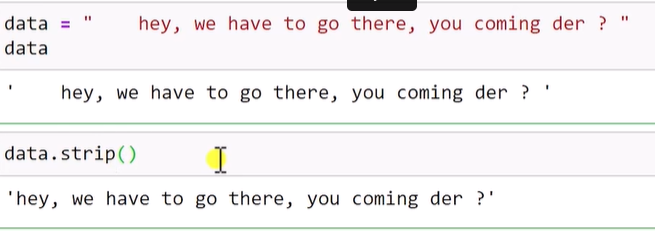 data = "    hey, we have to go there, you coming der ? "
data
'    hey, we have to go there, you coming der ? '
data.strip()
'hey, we have to go there, you coming der ?'